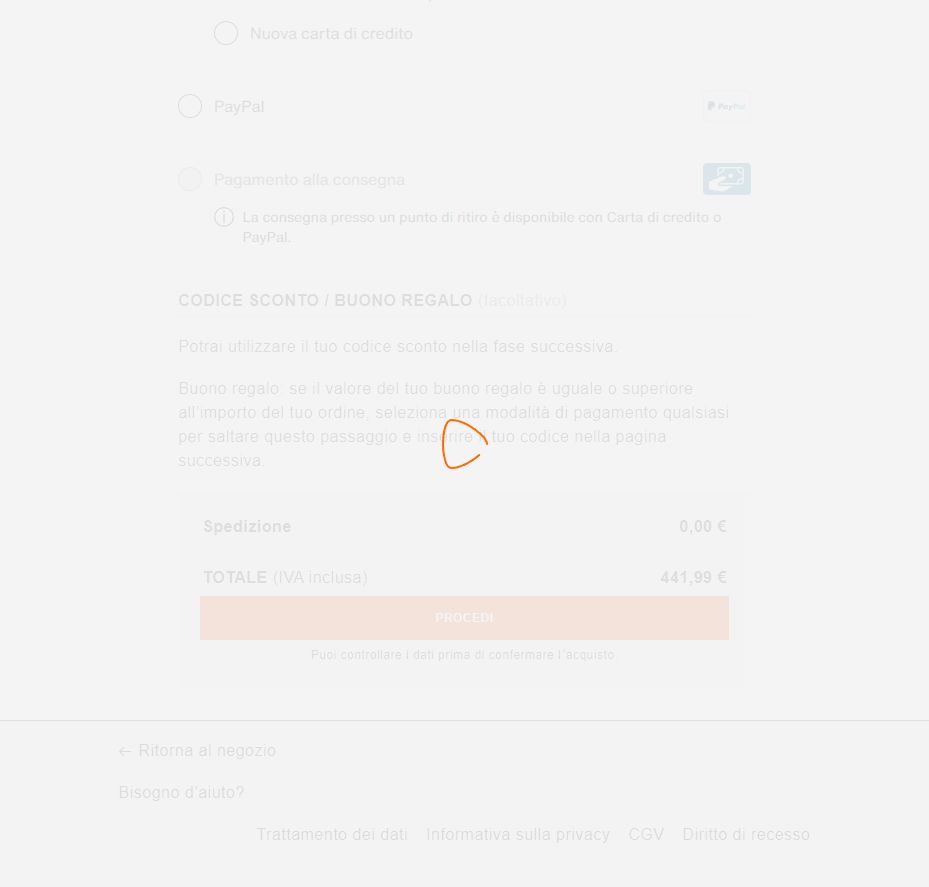 Nuova carta di credito
PayPal
PayPal
Pagamento alla consegna
La consegna presso un punto di ritiro è disponibile con Carta di credito o
PayPal.
CODICE SCONTO / BUONO REGALO (facoltativo)
Potrai utilizzare il tuo codice sconto nella fase successiva.
Buono regalo: se il valore del tuo buono regalo è uguale o superiore
all'importo del tuo ordine, seleziona una modalità di pagamento qualsiasi
per saltare questo passaggio e inserire il tuo codice nella pagina
successiva.
Spedizione 0,00 €
TOTALE (IVA inclusa) 441,99 €
PROCEDI
Puoi controllare i dati prima di confermare l'acquisto.
← Ritorna al negozio
Bisogno d'aiuto?
Trattamento dei dati Informativa sulla privacy CGV Diritto di recesso